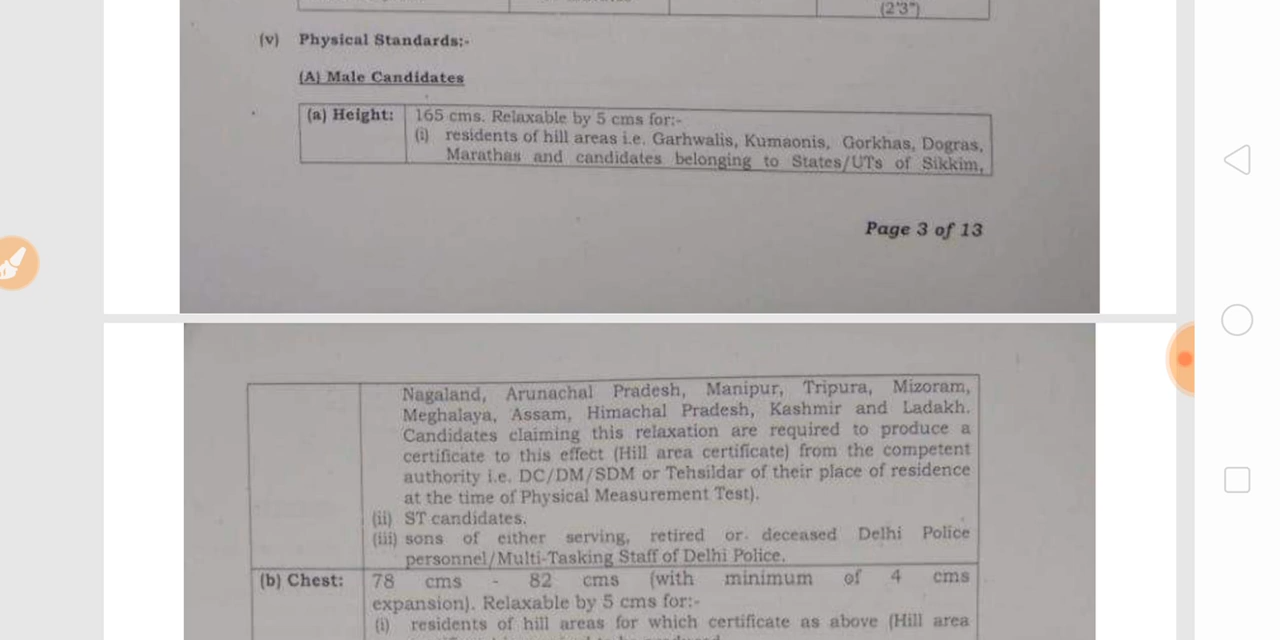 (2'3")
(v) Physical Standards:-
(A) Male Candidates
(a) Height: 165 cms. Relaxable by 5 cms for:-
(i) residents of hill areas i.e. Garhwalis, Kumaonis, Gorkhas, Dogras,
Marathas and candidates belonging to States/UTs of Sikkim,
Page 3 of 13
Nagaland, Arunachal Pradesh, Manipur, Tripura, Mizoram,
Meghalaya, Assam, Himachal Pradesh, Kashmir and Ladakh.
Candidates claiming this relaxation are required to produce a
certificate to this effect (Hill area certificate) from the competent
authority i.e. DC/DM/SDM or Tehsildar of their place of residence
at the time of Physical Measurement Test).
(ii) ST candidates.
(iii) sons of either serving, retired or deceased Delhi Police
personnel/Multi-Tasking Staff of Delhi Police.
(b) Chest: 78 cms - 82 cms (with minimum of 4 cms
expansion). Relaxable by 5 cms for:-
(i) residents of hill areas for which certificate as above (Hill area